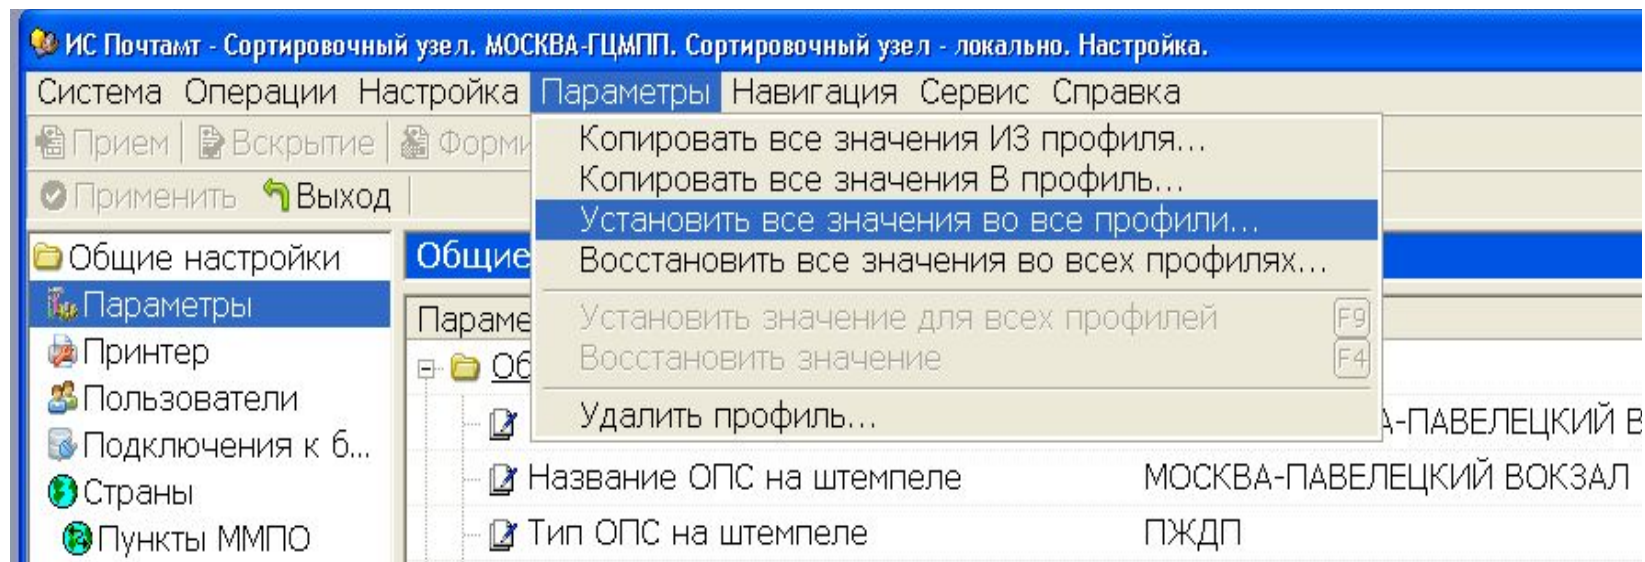 ИС Почтамт - Сортировочный узел. МОСКВА-ГЦМПП. Сортировочный узел - локально. Настройка.
Система Операции Настройка Параметры Навигация Сервис Справка
Прием Вскрытие Форми
Применить Выход
Копировать все значения ИЗ профиля...
Копировать все значения В профиль...
Установить все значения во все профили...
Восстановить все значения во всех профилях...
Установить значение для всех профилей F9
Восстановить значение F4
Удалить профиль...
Общие настройки
Параметры
Принтер
Пользователи
Подключения к б...
Страны
Пункты ММПО
Общие
Параме
Об
А-ПАВЕЛЕЦКИЙ В
Название ОПС на штемпеле МОСКВА-ПАВЕЛЕЦКИЙ ВОКЗАЛ
Тип ОПС на штемпеле ПЖДП